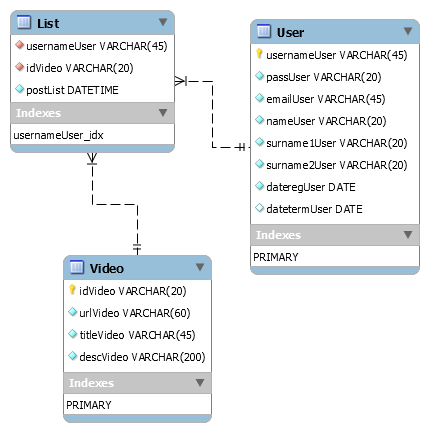 List
usernameUser VARCHAR(45)
idVideo VARCHAR(20)
postList DATETIME
Indexes
usernameUser_idx
User
usernameUser VARCHAR(45)
passUser VARCHAR(20)
emailUser VARCHAR(45)
nameUser VARCHAR(20)
surname1User VARCHAR(20)
surname2User VARCHAR(20)
dateregUser DATE
datetermUser DATE
Indexes
PRIMARY
Video
idVideo VARCHAR(20)
urlVideo VARCHAR(60)
titleVideo VARCHAR(45)
descVideo VARCHAR(200)
Indexes
PRIMARY